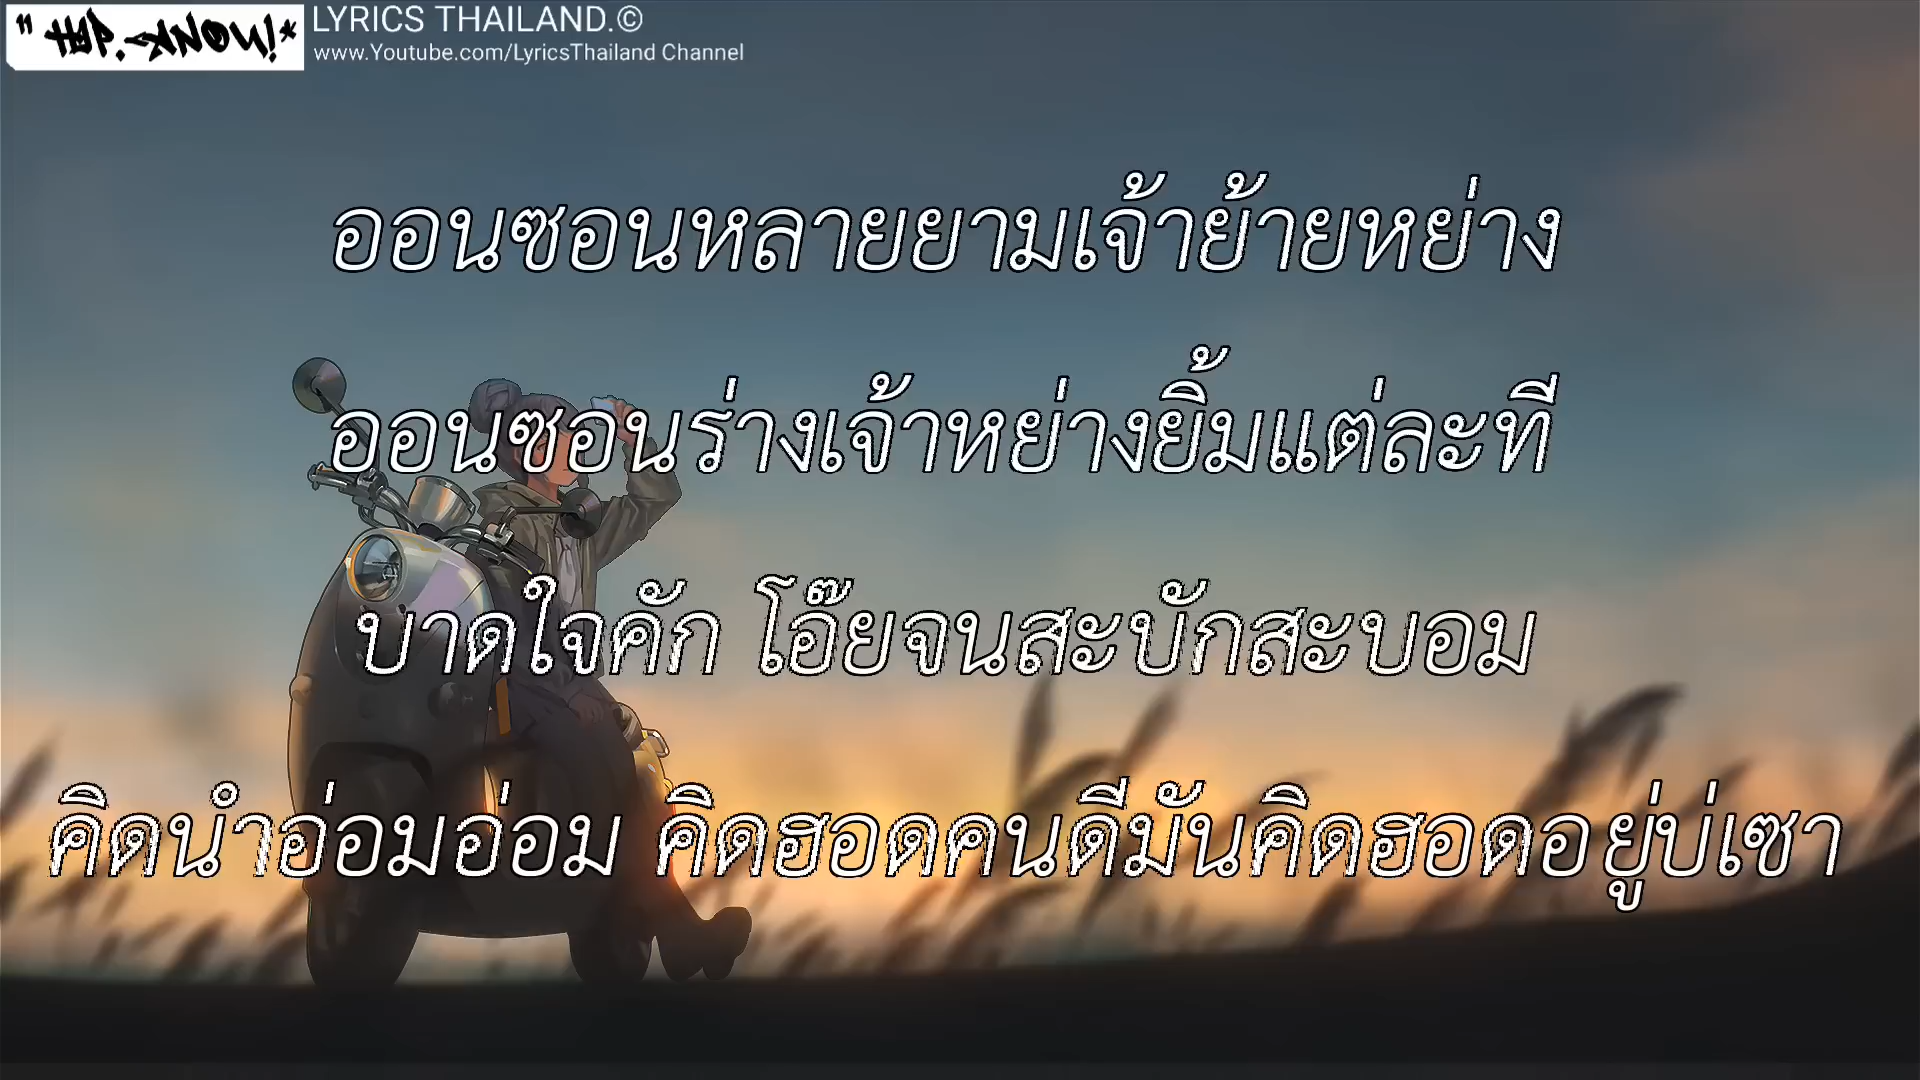 "HIP.-KNOW!*
LYRICS THAILAND.©
www.Youtube.com/LyricsThailand Channel
ออนซอนหลายยามเจ้าย้ายหย่าง
ออนซอนร่างเจ้าหย่างยิ้มแต่ละที
บาดใจคัก โอ๊ยจนสะบักสะบอม
คิดนำอ่อมอ่อม คิดฮอดคนดีมันคิดฮอดอยู่บ่เซา